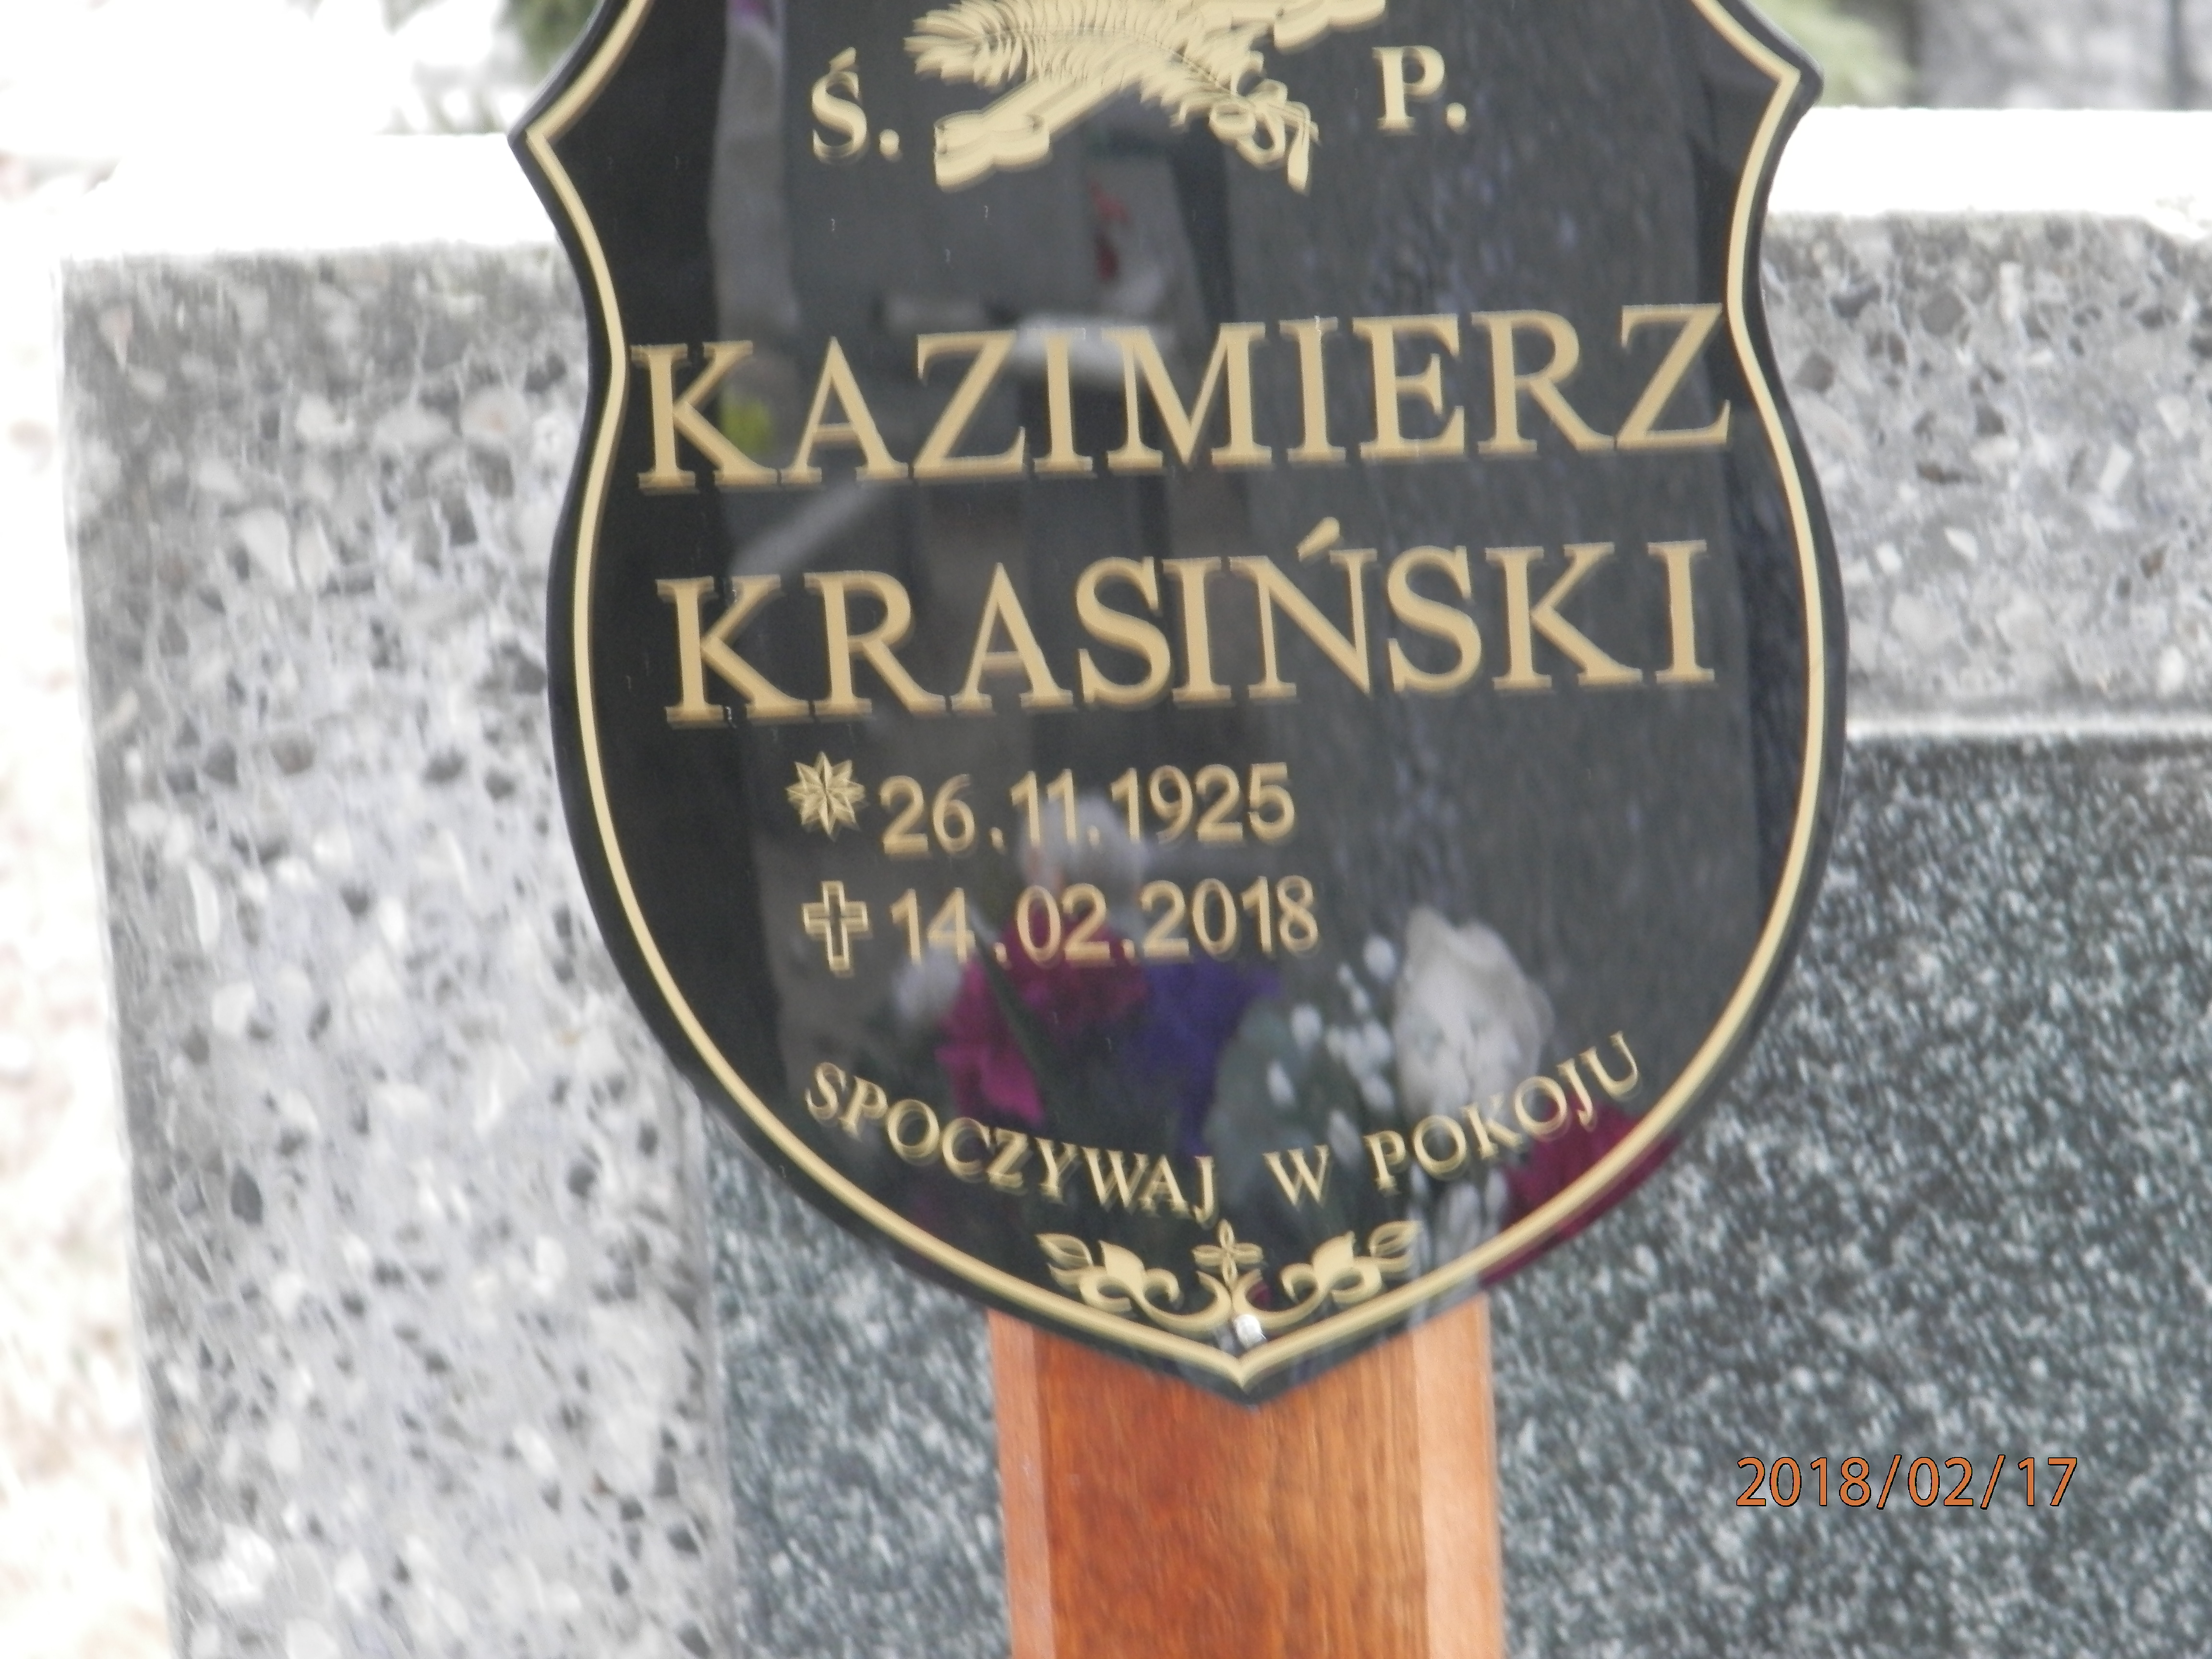 Ś. P.
KAZIMIERZ
KRASIŃSKI
26.11.1925
14.02.2018
SPOCZYWAJ W POKOJU
2018/02/17